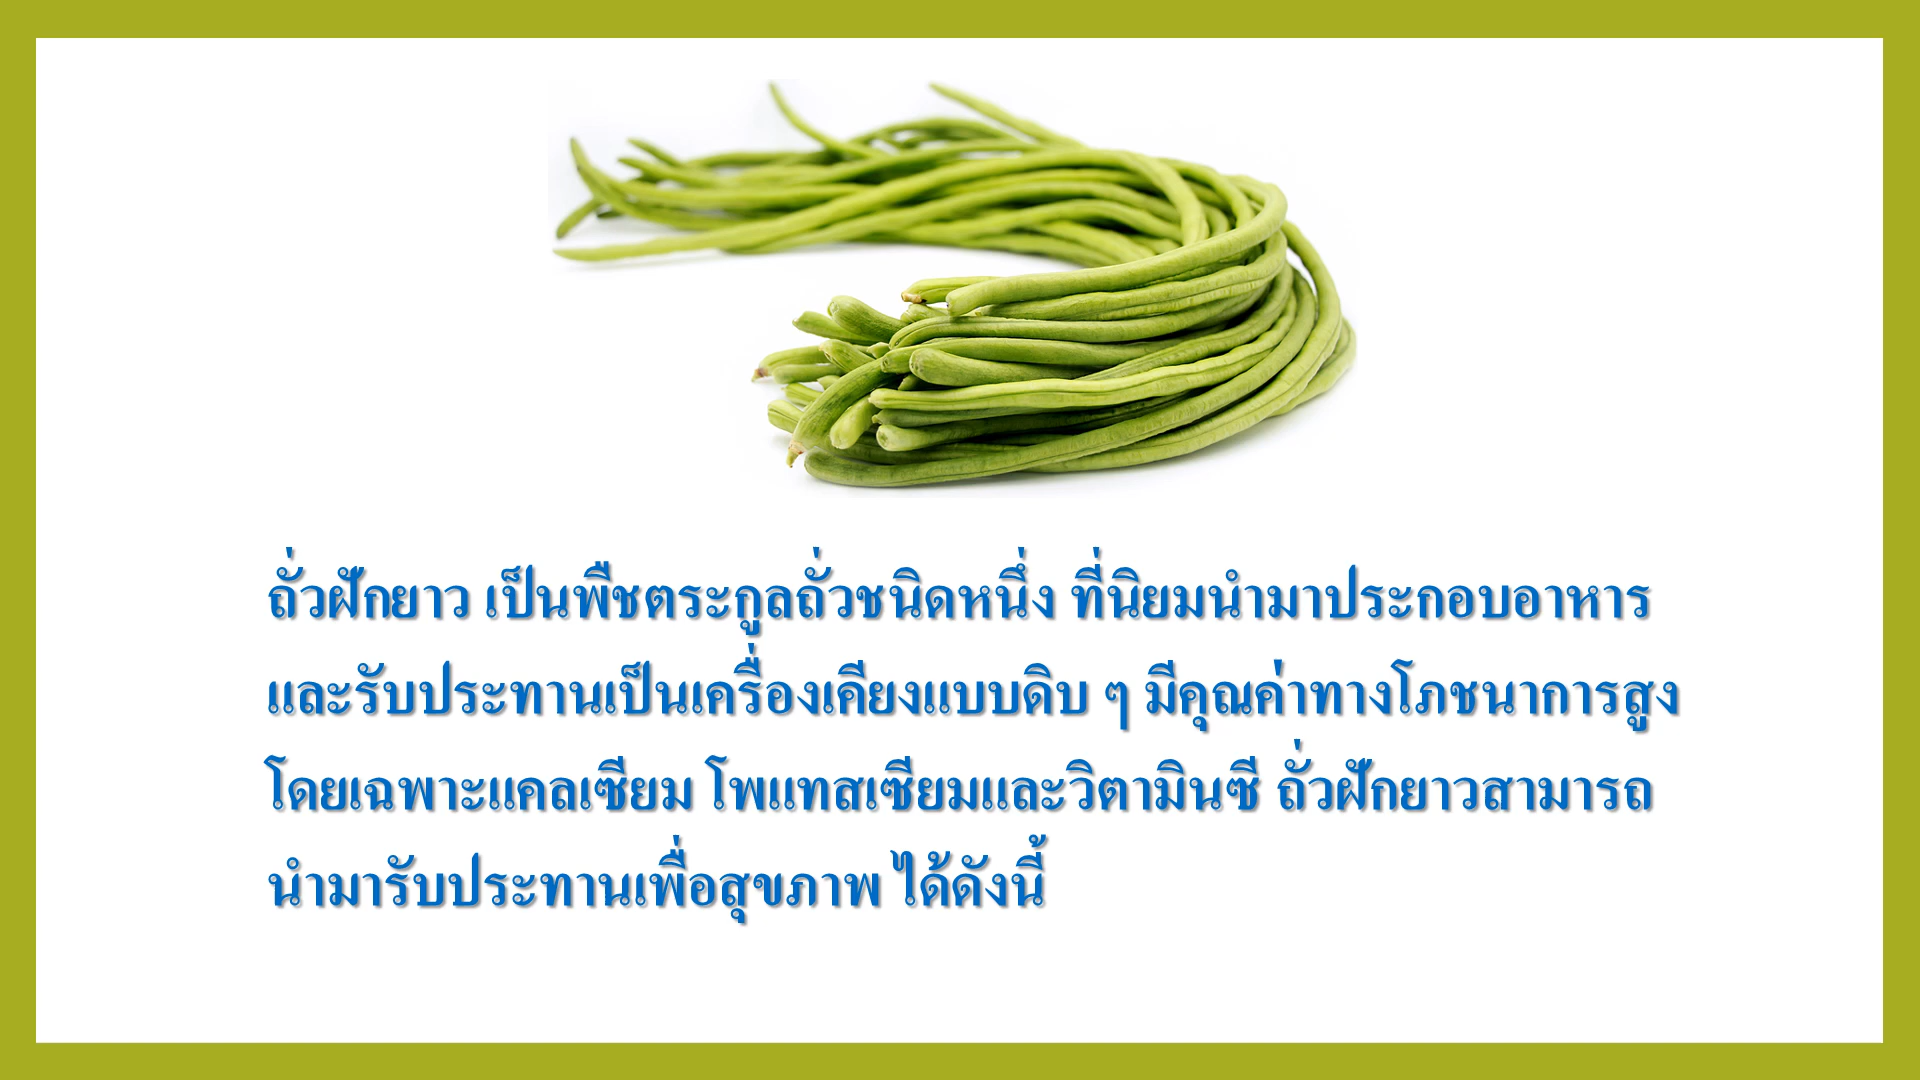 ถั่วฝักยาว เป็นพืชตระกูลถั่วชนิดหนึ่ง ที่นิยมนำมาประกอบอาหาร
และรับประทานเป็นเครื่องเคียงแบบดิบ ๆ มีคุณค่าทางโภชนาการสูง
โดยเฉพาะแคลเซียม โพแทสเซียมและวิตามินซี ถั่วฝักยาวสามารถ
นำมารับประทานเพื่อสุขภาพ ได้ดังนี้